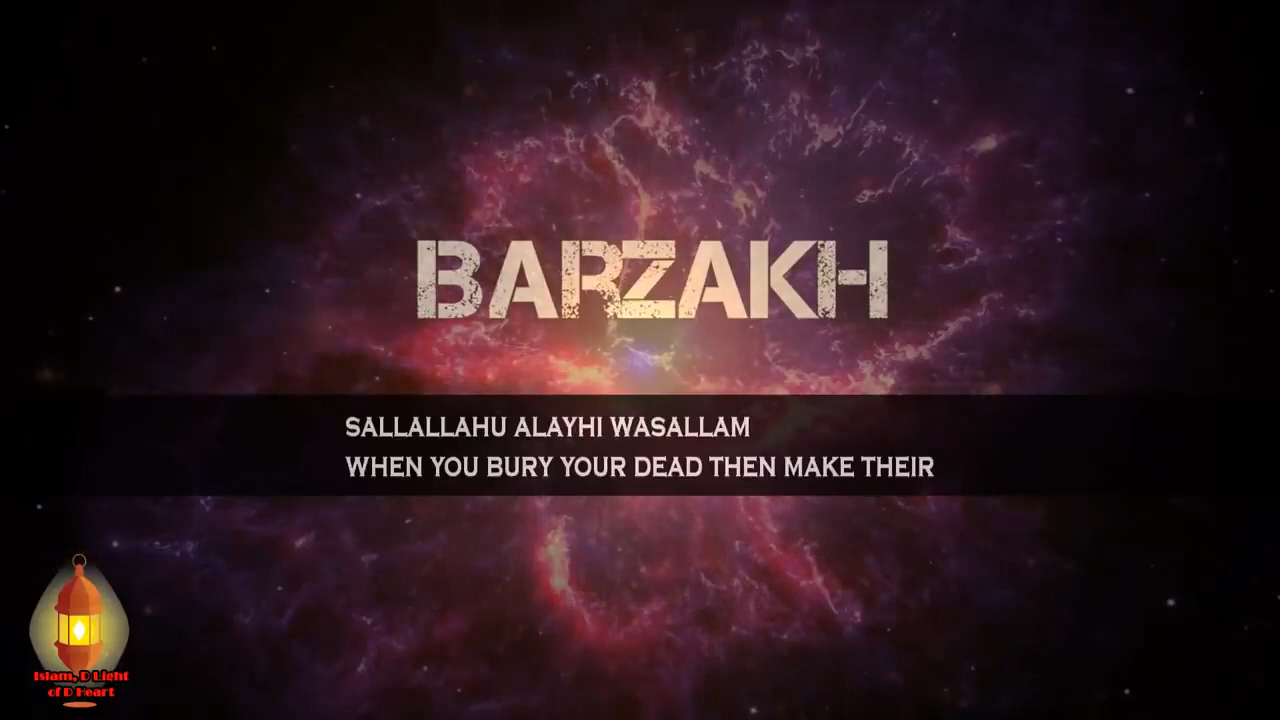 BARZAKH
SALLALLAHU ALAYHI WASALLAM
WHEN YOU BURY YOUR DEAD THEN MAKE THEIR
Islam, D Light
of D Heart